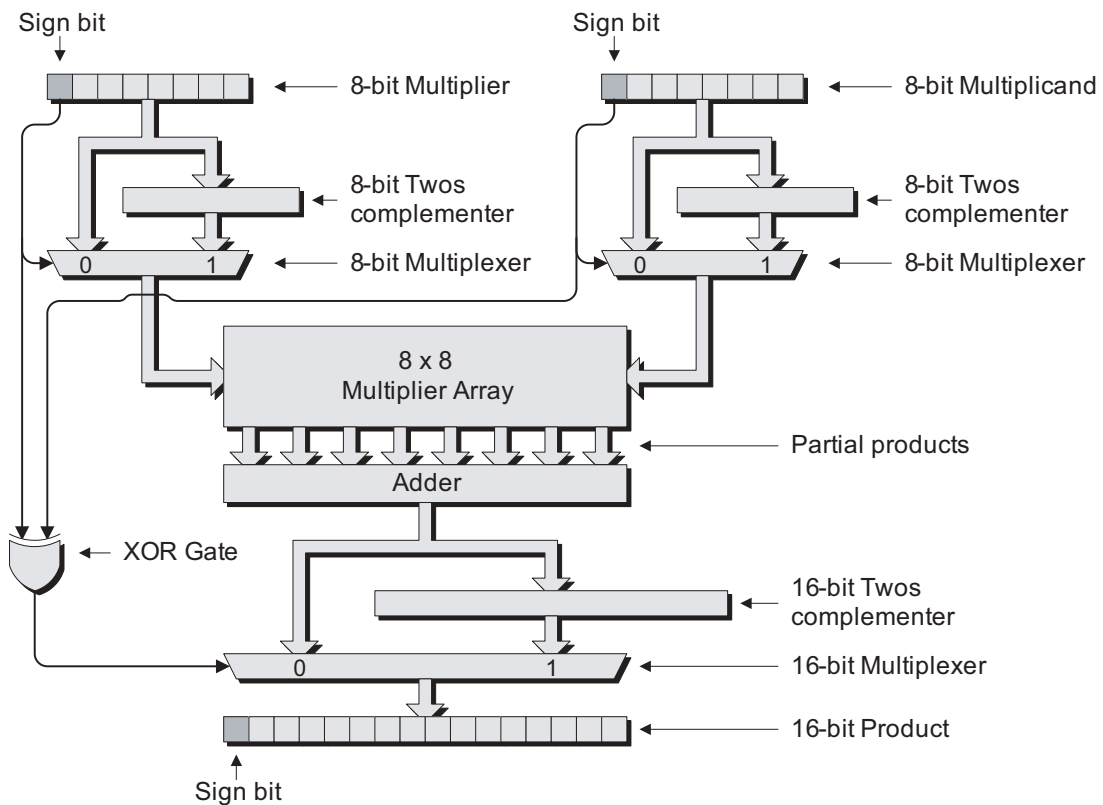 Sign bit
Sign bit
8-bit Multiplier
8-bit Multiplicand
8-bit Twos
complementer
8-bit Twos
complementer
0 1
8-bit Multiplexer
0 1
8-bit Multiplexer
8 x 8
Multiplier Array
Partial products
Adder
XOR Gate
16-bit Twos
complementer
0 1
16-bit Multiplexer
16-bit Product
Sign bit